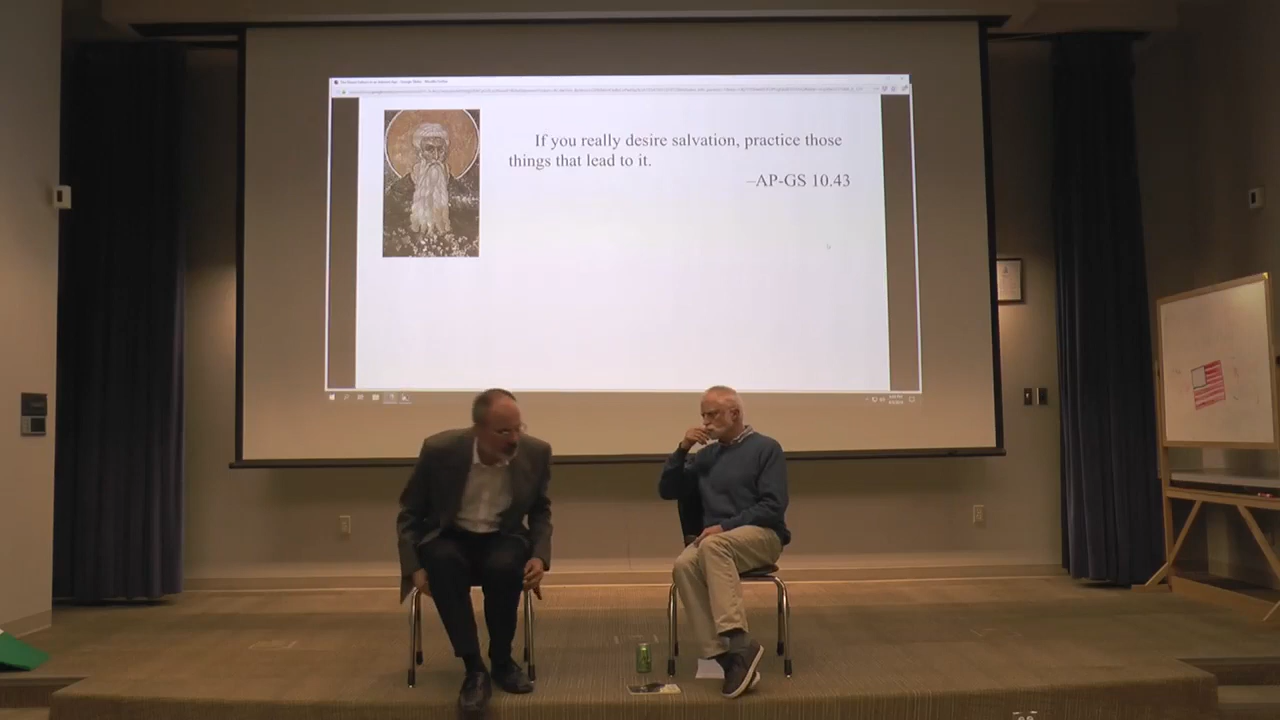 If you really desire salvation, practice those
things that lead to it.
–AP-GS 10.43